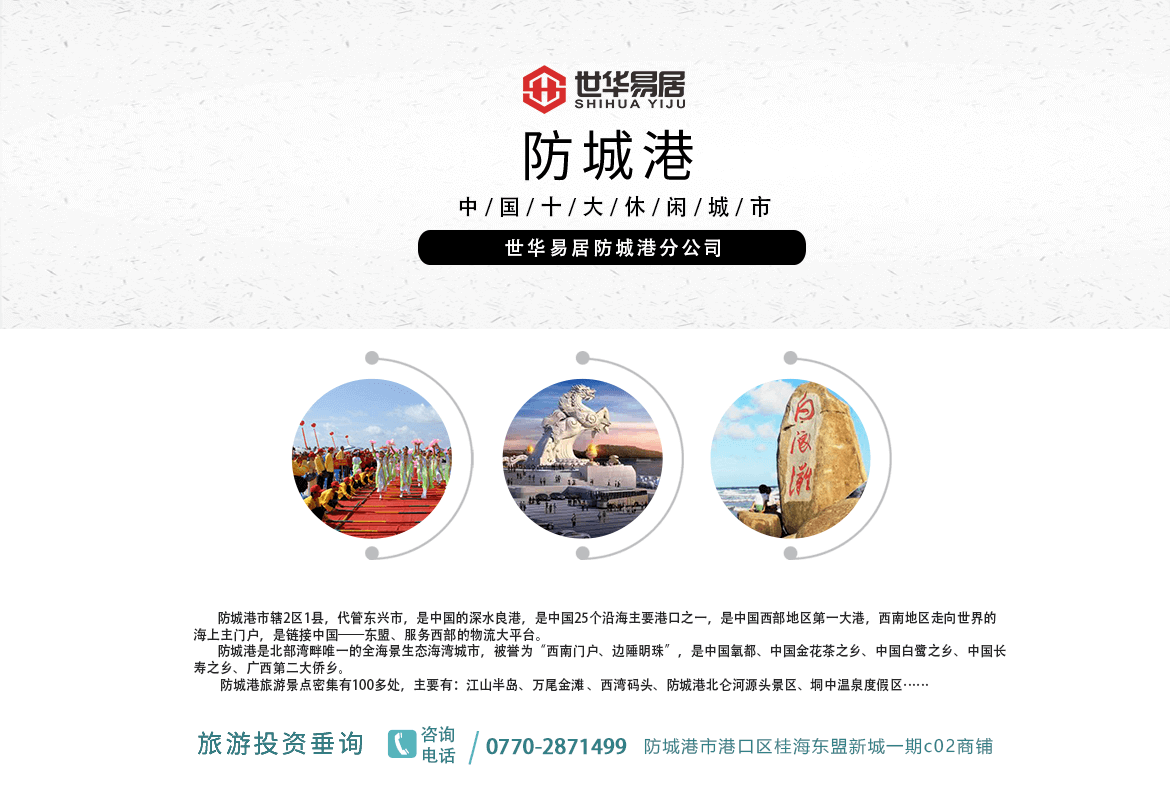 世华易居
SHIHUA YIJU
防城港
中/国/十/大/休/闲/城/市
世华易居防城港分公司
白浪滩
防城港市辖2区1县，代管东兴市，是中国的深水良港，是中国25个沿海主要港口之一，是中国西部地区第一大港，西南地区走向世界的
海上主门户，是链接中国——东盟、服务西部的物流大平台。
防城港是北部湾畔唯一的全海景生态海湾城市，被誉为“西南门户、边陲明珠”，是中国氧都、中国金花茶之乡、中国白鹭之乡、中国长
寿之乡、广西第二大侨乡。
防城港旅游景点密集有100多处，主要有：江山半岛、万尾金滩、西湾码头、防城港北仑河源头景区、垌中温泉度假区……
旅游投资垂询
咨询
电话
0770-2871499
防城港市港口区桂海东盟新城一期c02商铺